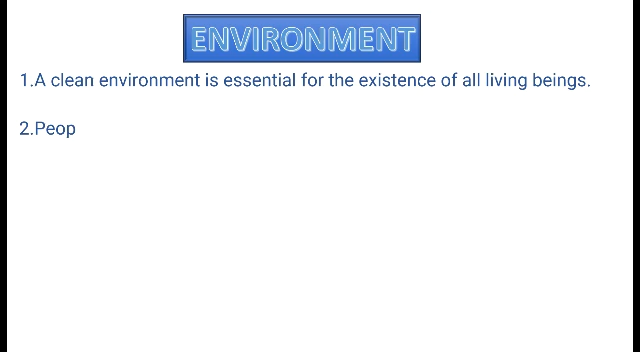 ENVIRONMENT
1.A clean environment is essential for the existence of all living beings.
2.Peop